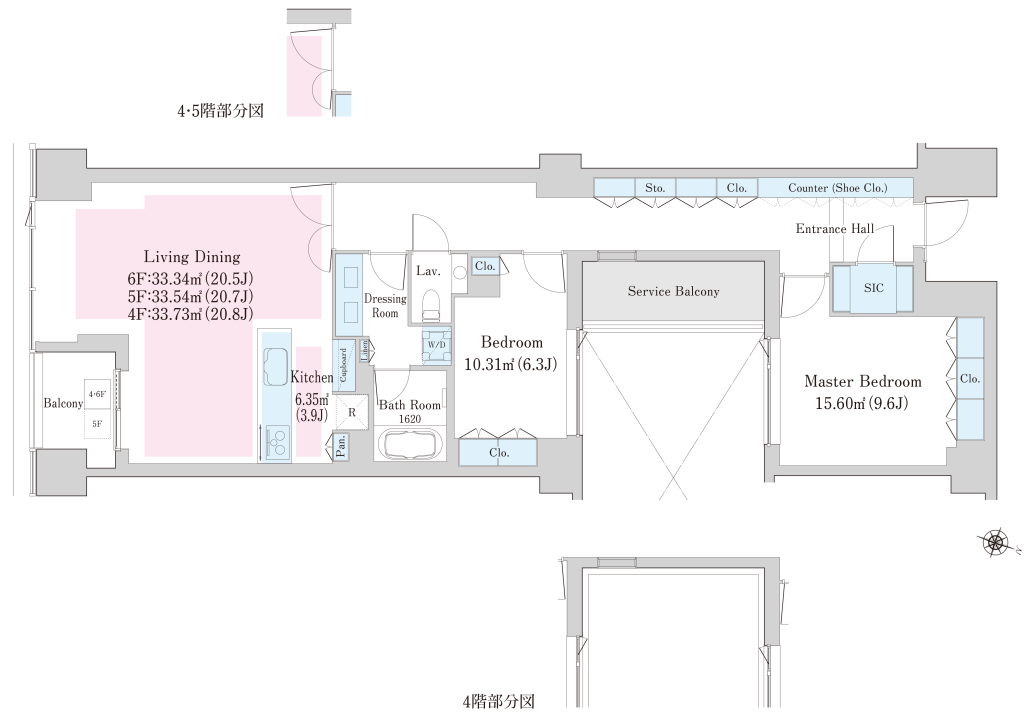 4・5階部分図
Sto.
Clo.
Counter (Shoe Clo.)
Entrance Hall
Living Dining
6F:33.34㎡(20.5J)
5F:33.54㎡(20.7J)
4F:33.73㎡(20.8J)
Lav.
Clo.
Dressing
Room
Service Balcony
SIC
W/D
Linen
Cupboard
Bedroom
10.31㎡(6.3J)
Kitchen
6.35㎡
(3.9J)
R
Pan.
Bath Room
1620
Clo.
Master Bedroom
15.60㎡(9.6J)
Clo.
Balcony
4・6F
5F
N
4階部分図